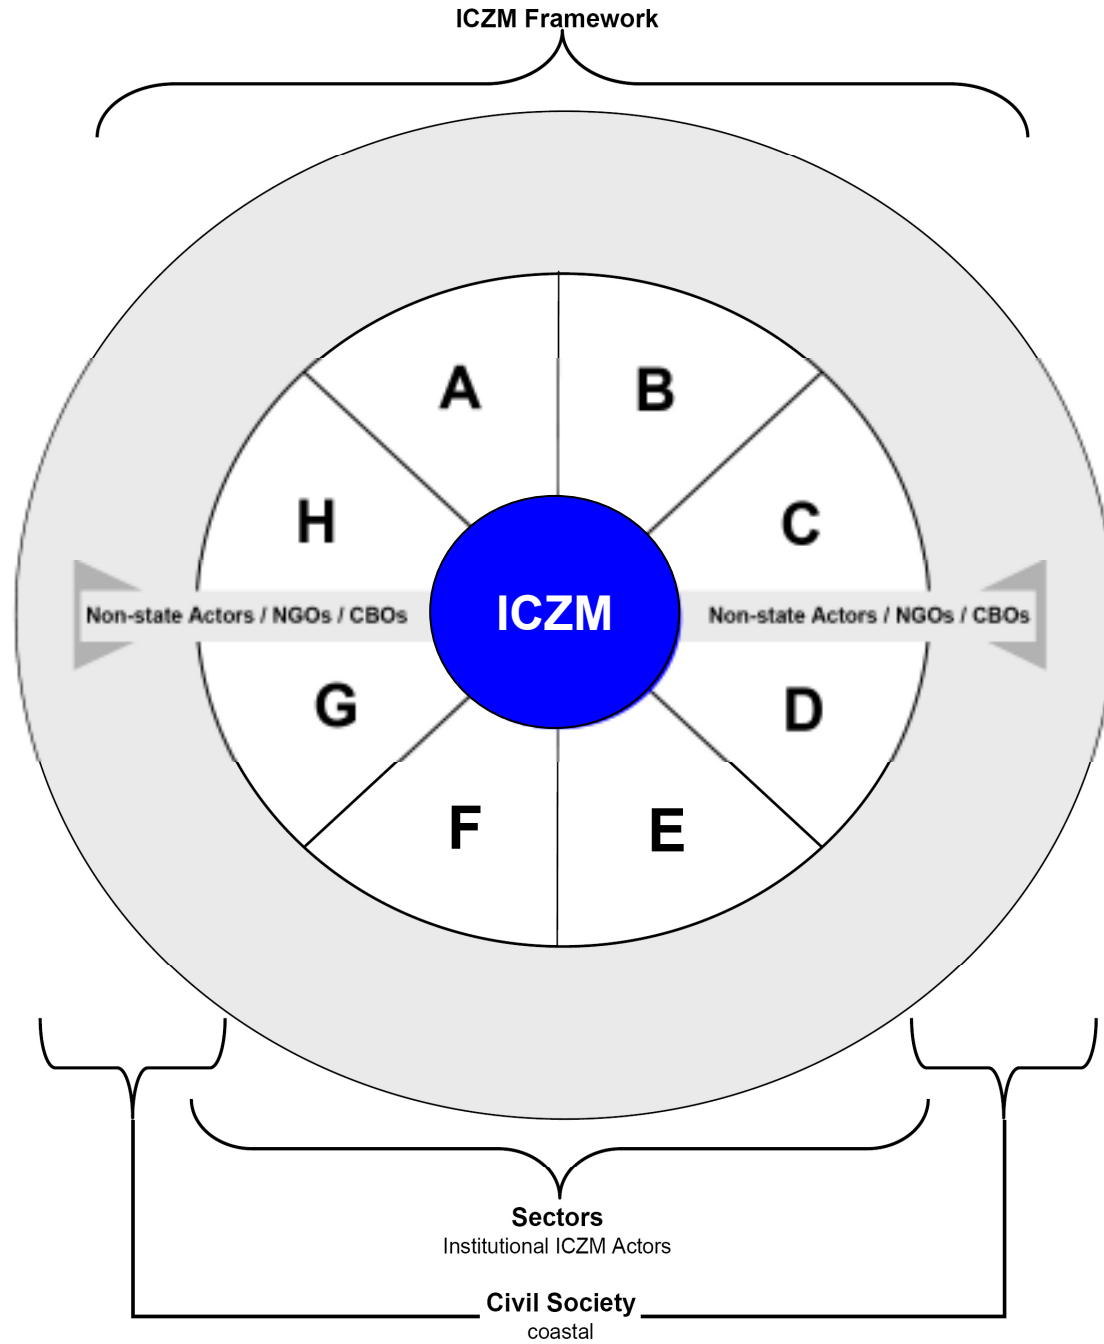 ICZM Framework
A
B
H
C
Non-state Actors / NGOs / CBOs
ICZM
Non-state Actors / NGOs / CBOs
G
D
F
E
Sectors
Institutional ICZM Actors
Civil Society
coastal